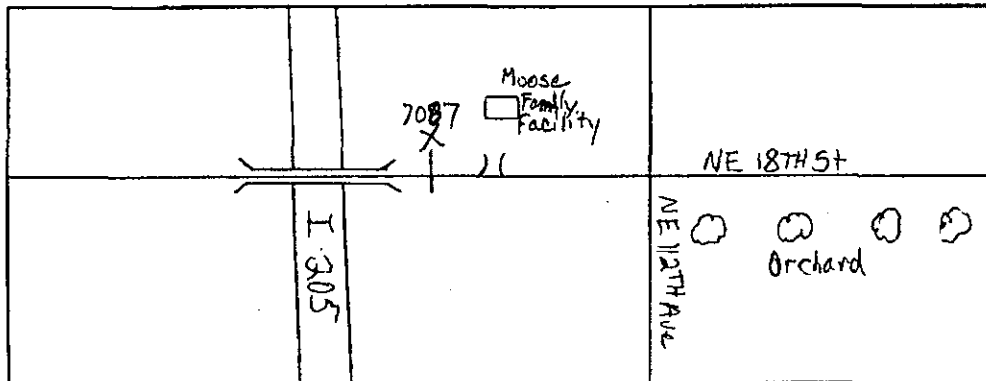 Moose
Family
Facility
7087
X
NE 18TH St
I-205
NE 112TH Ave
Orchard